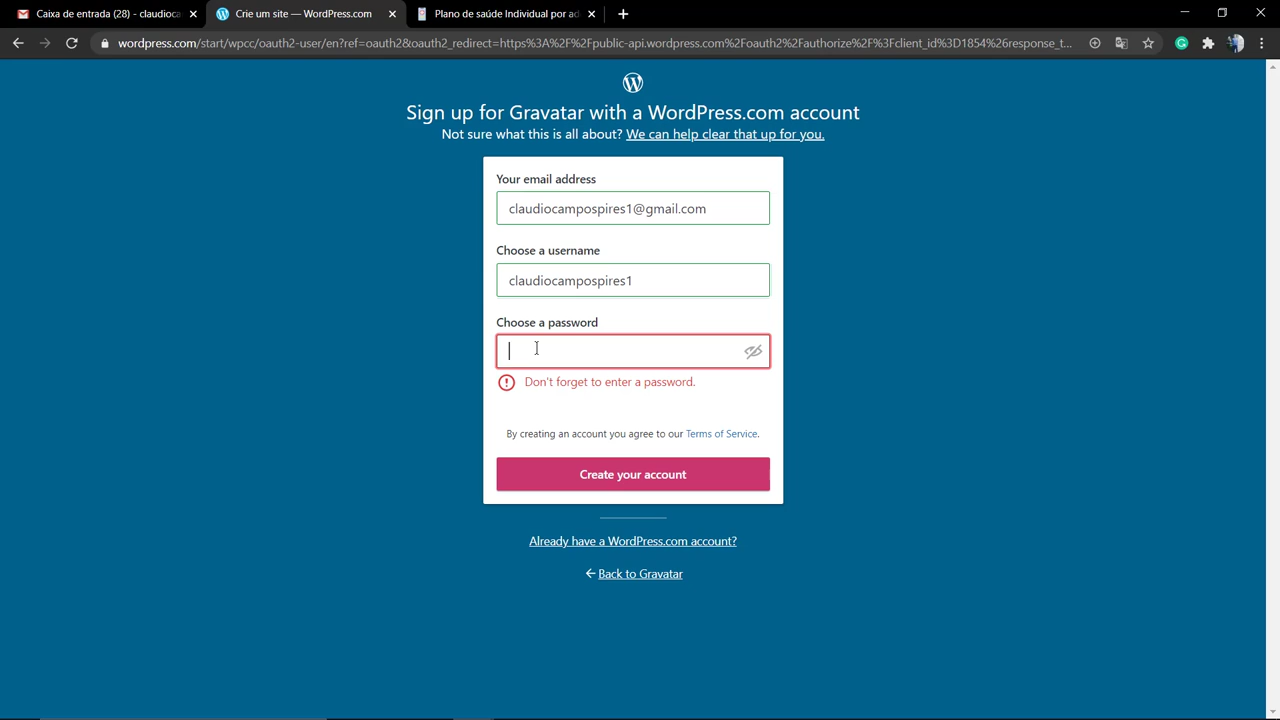 Caixa de entrada (28) - claudioca
Crie um site — WordPress.com
Plano de saúde Individual por ad
wordpress.com/start/wpcc/oauth2-user/en?ref=oauth2&oauth2_redirect=https%3A%2F%2Fpublic-api.wordpress.com%2Foauth2%2Fauthorize%2F%3Fclient_id%3D1854%26response_t...
Sign up for Gravatar with a WordPress.com account
Not sure what this is all about? We can help clear that up for you.
Your email address
claudiocampospires1@gmail.com
Choose a username
claudiocampospires1
Choose a password
Don't forget to enter a password.
By creating an account you agree to our Terms of Service.
Create your account
Already have a WordPress.com account?
Back to Gravatar